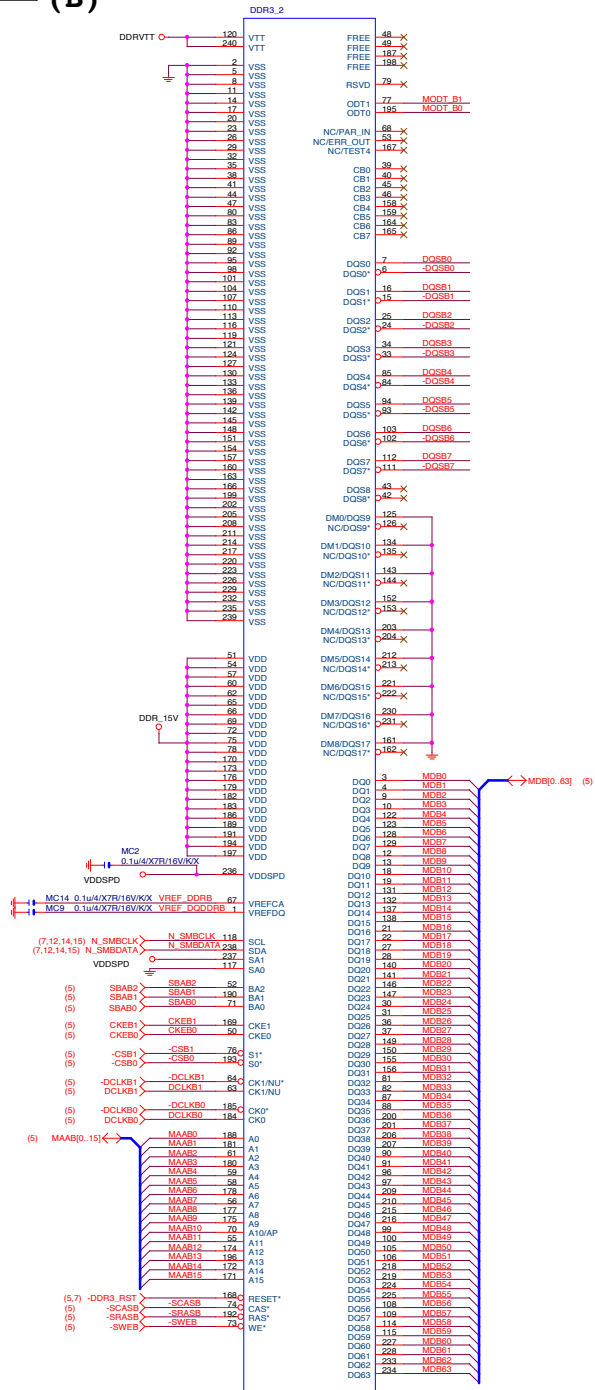 (B)
DDR3_2
DDRVTT 120 VTT
240 VTT
2 VSS
5 VSS
8 VSS
11 VSS
14 VSS
17 VSS
20 VSS
23 VSS
26 VSS
29 VSS
32 VSS
35 VSS
38 VSS
41 VSS
44 VSS
47 VSS
80 VSS
83 VSS
86 VSS
89 VSS
92 VSS
95 VSS
98 VSS
101 VSS
104 VSS
107 VSS
110 VSS
113 VSS
116 VSS
119 VSS
121 VSS
124 VSS
127 VSS
130 VSS
133 VSS
136 VSS
139 VSS
142 VSS
145 VSS
148 VSS
151 VSS
154 VSS
157 VSS
160 VSS
163 VSS
166 VSS
199 VSS
202 VSS
205 VSS
208 VSS
211 VSS
214 VSS
217 VSS
220 VSS
223 VSS
226 VSS
229 VSS
232 VSS
235 VSS
239 VSS
51 VDD
54 VDD
57 VDD
60 VDD
62 VDD
65 VDD
66 VDD
69 VDD
DDR_15V 72 VDD
75 VDD
78 VDD
170 VDD
173 VDD
176 VDD
179 VDD
182 VDD
183 VDD
186 VDD
189 VDD
191 VDD
194 VDD
197 VDD
MC2
0.1u/4/X7R/16V/K/X
VDDSPD 236 VDDSPD
MC14 0.1u/4/X7R/16V/K/X VREF_DDRB 67 VREFCA
MC9 0.1u/4/X7R/16V/K/X VREF_DQDDRB 1 VREFDQ
(7,12,14,15) N_SMBCLK N_SMBCLK 118 SCL
(7,12,14,15) N_SMBDATA N_SMBDATA 238 SDA
VDDSPD 237 SA1
117 SA0
(5) SBAB2 SBAB2 52 BA2
(5) SBAB1 SBAB1 190 BA1
(5) SBAB0 SBAB0 71 BA0
(5) CKEB1 CKEB1 169 CKE1
(5) CKEB0 CKEB0 50 CKE0
(5) -CSB1 -CSB1 76 S1*
(5) -CSB0 -CSB0 193 S0*
(5) -DCLKB1 -DCLKB1 64 CK1/NU*
(5) DCLKB1 DCLKB1 63 CK1/NU
(5) -DCLKB0 -DCLKB0 185 CK0*
(5) DCLKB0 DCLKB0 184 CK0
(5) MAAB[0..15] MAAB0 188 A0
MAAB1 181 A1
MAAB2 61 A2
MAAB3 180 A3
MAAB4 59 A4
MAAB5 58 A5
MAAB6 178 A6
MAAB7 56 A7
MAAB8 177 A8
MAAB9 175 A9
MAAB10 70 A10/AP
MAAB11 55 A11
MAAB12 174 A12
MAAB13 196 A13
MAAB14 172 A14
MAAB15 171 A15
(5,7) -DDR3_RST 168 RESET*
(5) -SCASB -SCASB 74 CAS*
(5) -SRASB -SRASB 192 RAS*
(5) -SWEB -SWEB 73 WE*
FREE 48
FREE 49
FREE 187
FREE 198
RSVD 79
ODT1 77 MODT_B1
ODT0 195 MODT_B0
NC/PAR_IN 68
NC/ERR_OUT 53
NC/TEST4 167
CB0 39
CB1 40
CB2 45
CB3 46
CB4 158
CB5 159
CB6 164
CB7 165
DQS0 7 DQSB0
DQS0* 6 -DQSB0
DQS1 16 DQSB1
DQS1* 15 -DQSB1
DQS2 25 DQSB2
DQS2* 24 -DQSB2
DQS3 34 DQSB3
DQS3* 33 -DQSB3
DQS4 85 DQSB4
DQS4* 84 -DQSB4
DQS5 94 DQSB5
DQS5* 93 -DQSB5
DQS6 103 DQSB6
DQS6* 102 -DQSB6
DQS7 112 DQSB7
DQS7* 111 -DQSB7
DQS8 43
DQS8* 42
DM0/DQS9 125
NC/DQS9* 126
DM1/DQS10 134
NC/DQS10* 135
DM2/DQS11 143
NC/DQS11* 144
DM3/DQS12 152
NC/DQS12* 153
DM4/DQS13 203
NC/DQS13* 204
DM5/DQS14 212
NC/DQS14* 213
DM6/DQS15 221
NC/DQS15* 222
DM7/DQS16 230
NC/DQS16* 231
DM8/DQS17 161
NC/DQS17* 162
DQ0 3 MDB0 MDB[0..63] (5)
DQ1 4 MDB1
DQ2 9 MDB2
DQ3 10 MDB3
DQ4 122 MDB4
DQ5 123 MDB5
DQ6 128 MDB6
DQ7 129 MDB7
DQ8 12 MDB8
DQ9 13 MDB9
DQ10 18 MDB10
DQ11 19 MDB11
DQ12 131 MDB12
DQ13 132 MDB13
DQ14 137 MDB14
DQ15 138 MDB15
DQ16 21 MDB16
DQ17 22 MDB17
DQ18 27 MDB18
DQ19 28 MDB19
DQ20 140 MDB20
DQ21 141 MDB21
DQ22 146 MDB22
DQ23 147 MDB23
DQ24 30 MDB24
DQ25 31 MDB25
DQ26 36 MDB26
DQ27 37 MDB27
DQ28 149 MDB28
DQ29 150 MDB29
DQ30 155 MDB30
DQ31 156 MDB31
DQ32 81 MDB32
DQ33 82 MDB33
DQ34 87 MDB34
DQ35 88 MDB35
DQ36 200 MDB36
DQ37 201 MDB37
DQ38 206 MDB38
DQ39 207 MDB39
DQ40 90 MDB40
DQ41 91 MDB41
DQ42 96 MDB42
DQ43 97 MDB43
DQ44 209 MDB44
DQ45 210 MDB45
DQ46 215 MDB46
DQ47 216 MDB47
DQ48 99 MDB48
DQ49 100 MDB49
DQ50 105 MDB50
DQ51 106 MDB51
DQ52 218 MDB52
DQ53 219 MDB53
DQ54 224 MDB54
DQ55 225 MDB55
DQ56 108 MDB56
DQ57 109 MDB57
DQ58 114 MDB58
DQ59 115 MDB59
DQ60 227 MDB60
DQ61 228 MDB61
DQ62 233 MDB62
DQ63 234 MDB63